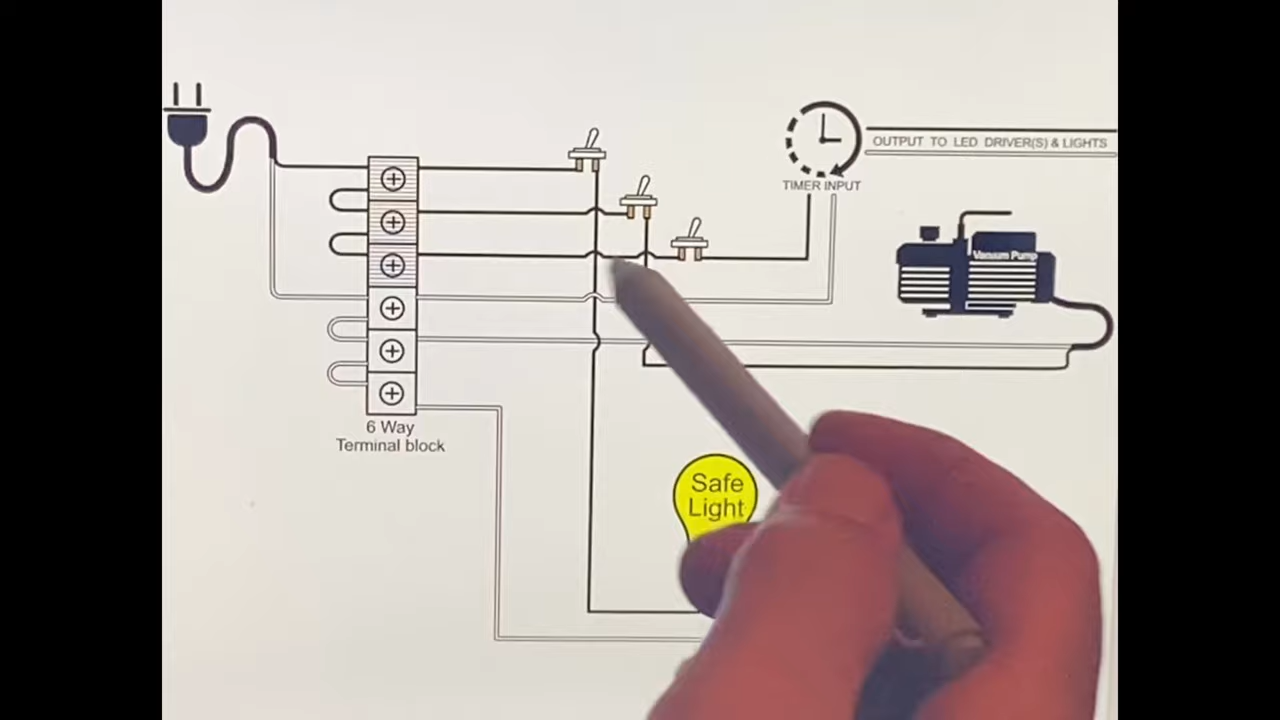 OUTPUT TO LED DRIVER(S) & LIGHTS
TIMER INPUT
Vacuum Pump
6 Way
Terminal block
Safe
Light